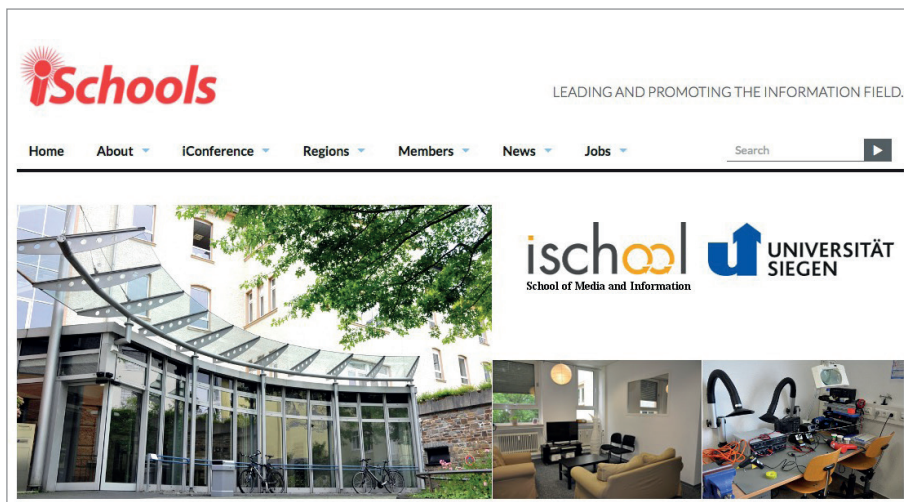 iSchools
LEADING AND PROMOTING THE INFORMATION FIELD.
Home About iConference Regions Members News Jobs Search
ischool UNIVERSITÄT
School of Media and Information SIEGEN